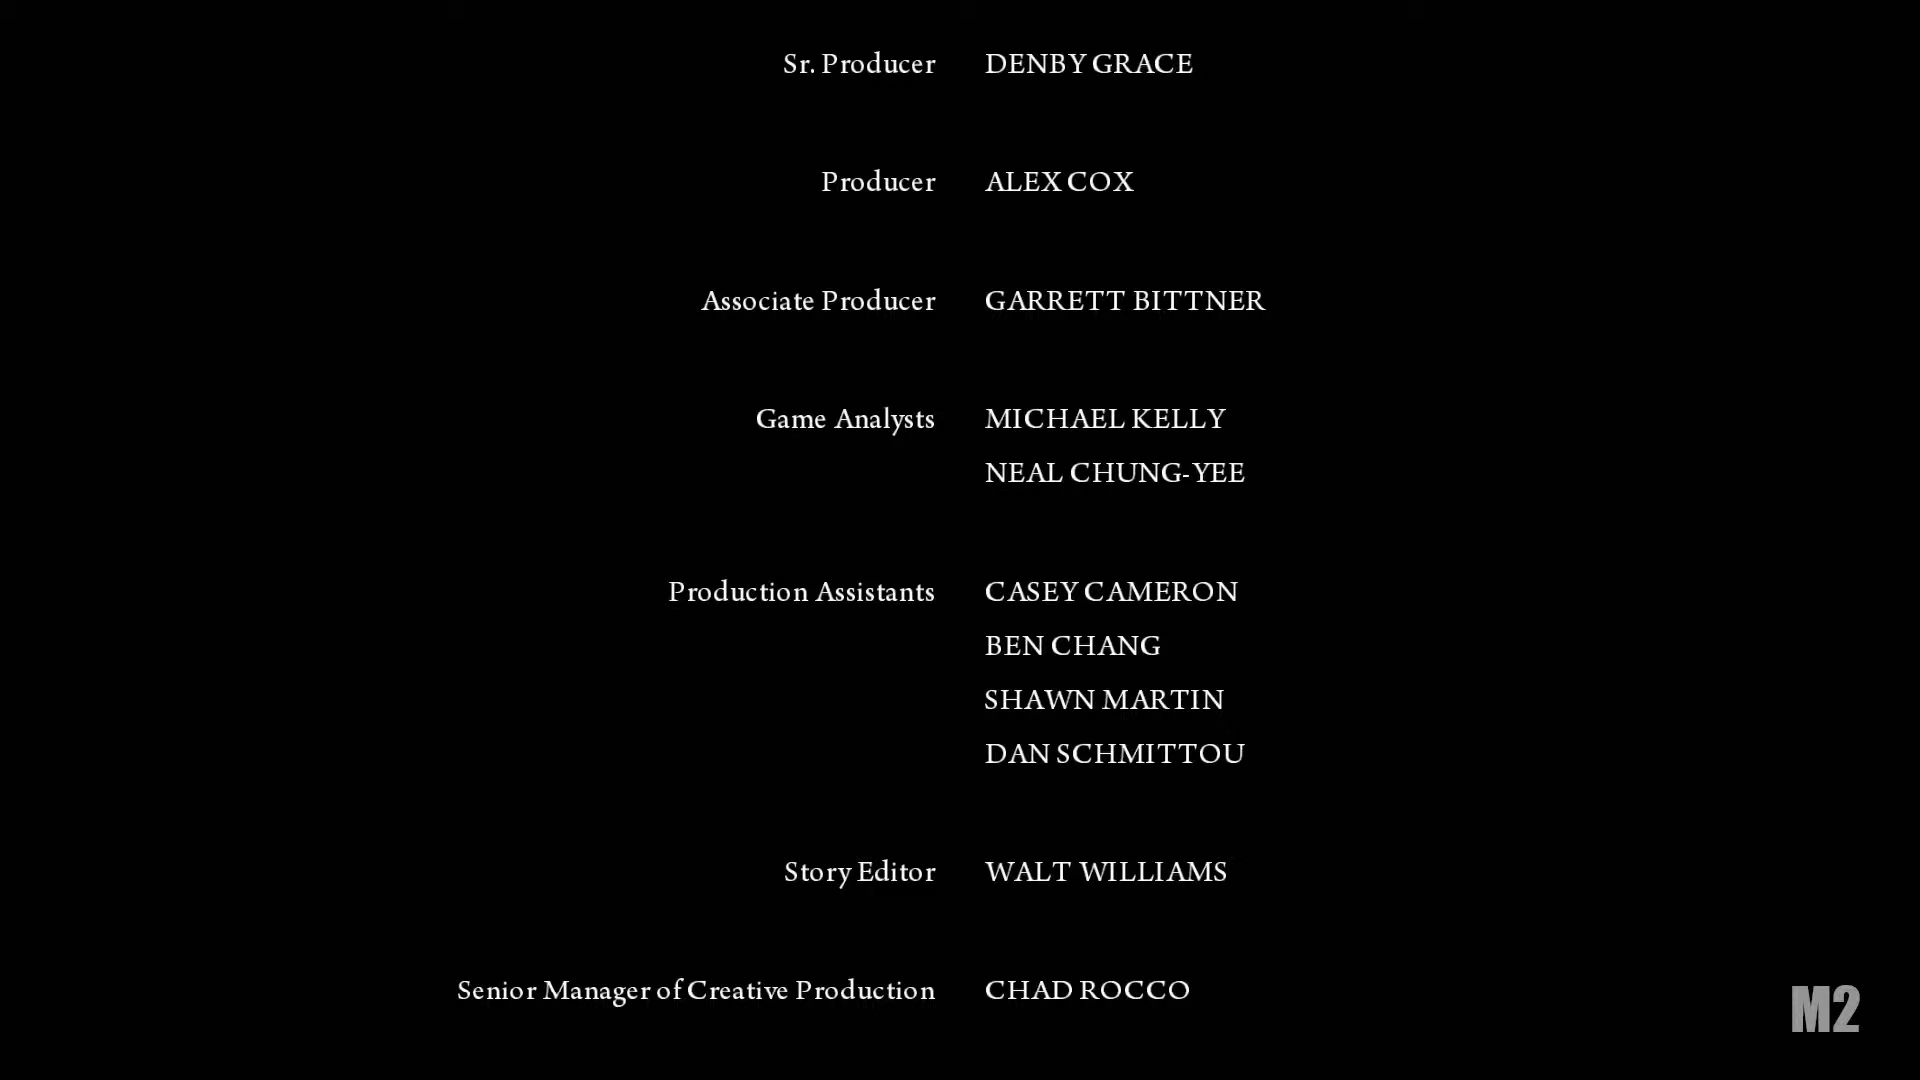 Sr. Producer DENBY GRACE
Producer ALEX COX
Associate Producer GARRETT BITTNER
Game Analysts MICHAEL KELLY
NEAL CHUNG-YEE
Production Assistants CASEY CAMERON
BEN CHANG
SHAWN MARTIN
DAN SCHMITTOU
Story Editor WALT WILLIAMS
Senior Manager of Creative Production CHAD ROCCO
M2